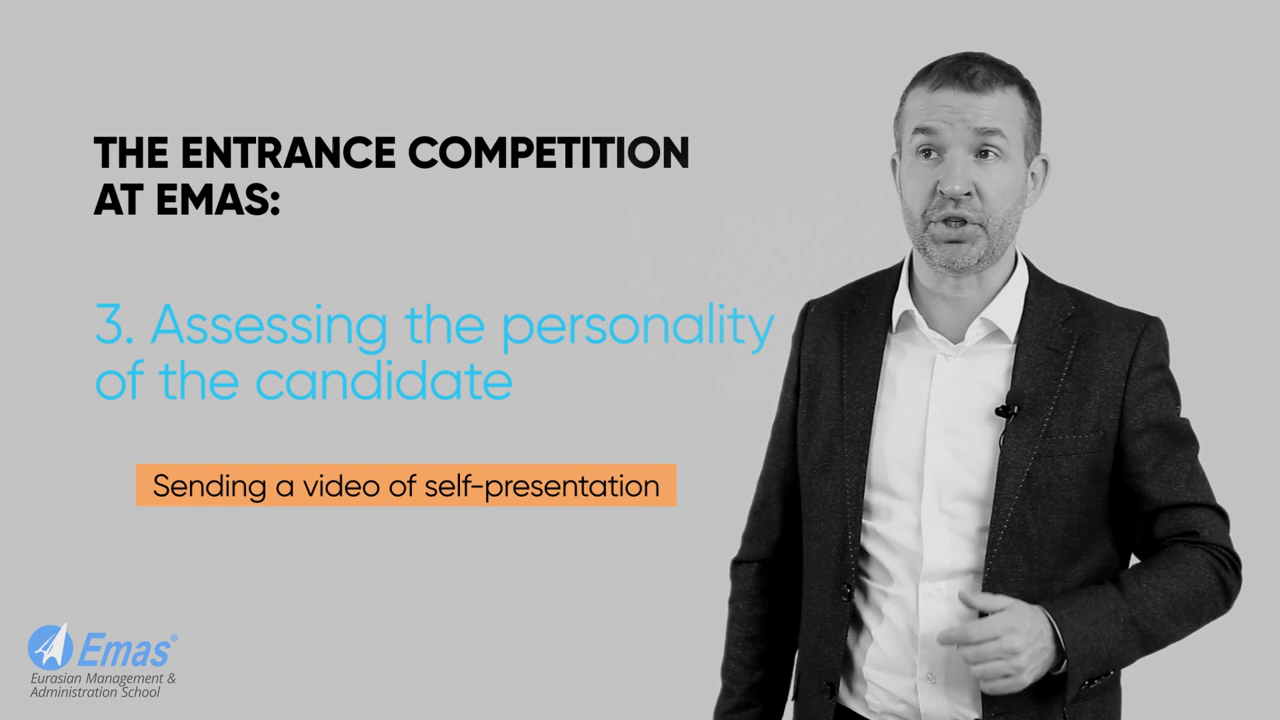 THE ENTRANCE COMPETITION
AT EMAS:
3. Assessing the personality
of the candidate
Sending a video of self-presentation
Emas®
Eurasian Management &
Administration School